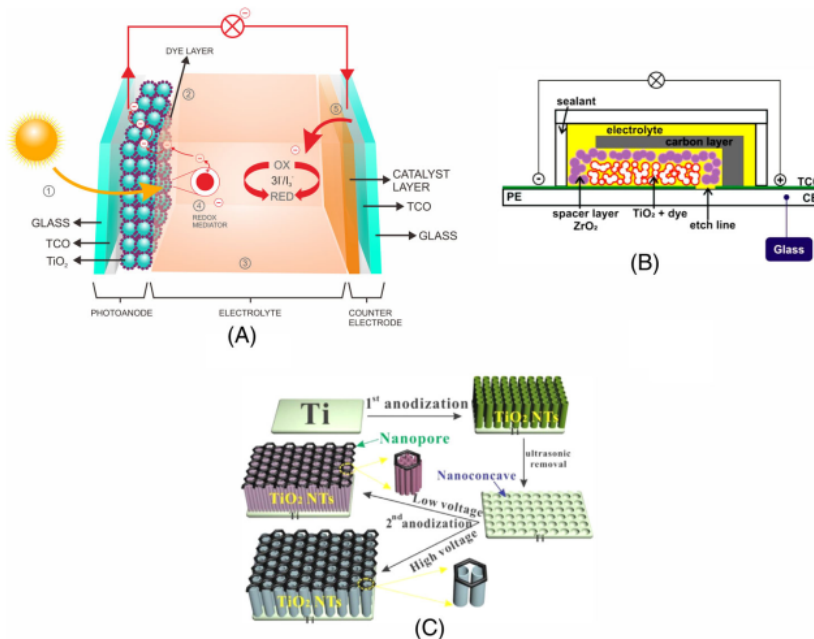 DYE LAYER
②
⑤
①
OX
3I⁻/I₃⁻
RED
④
REDOX
MEDIATOR
③
CATALYST
LAYER
TCO
GLASS
GLASS
TCO
TiO₂
PHOTOANODE
ELECTROLYTE
COUNTER
ELECTRODE
(A)
sealant
electrolyte
carbon layer
TCO
PE
CE
spacer layer
ZrO₂
TiO₂ + dye
etch line
Glass
(B)
Ti
1st anodization
TiO₂ NTs
ultrasonic
removal
Nanopore
Nanoconcave
TiO₂ NTs
Ti
Low voltage
2nd anodization
High voltage
Ti
TiO₂ NTs
Ti
(C)